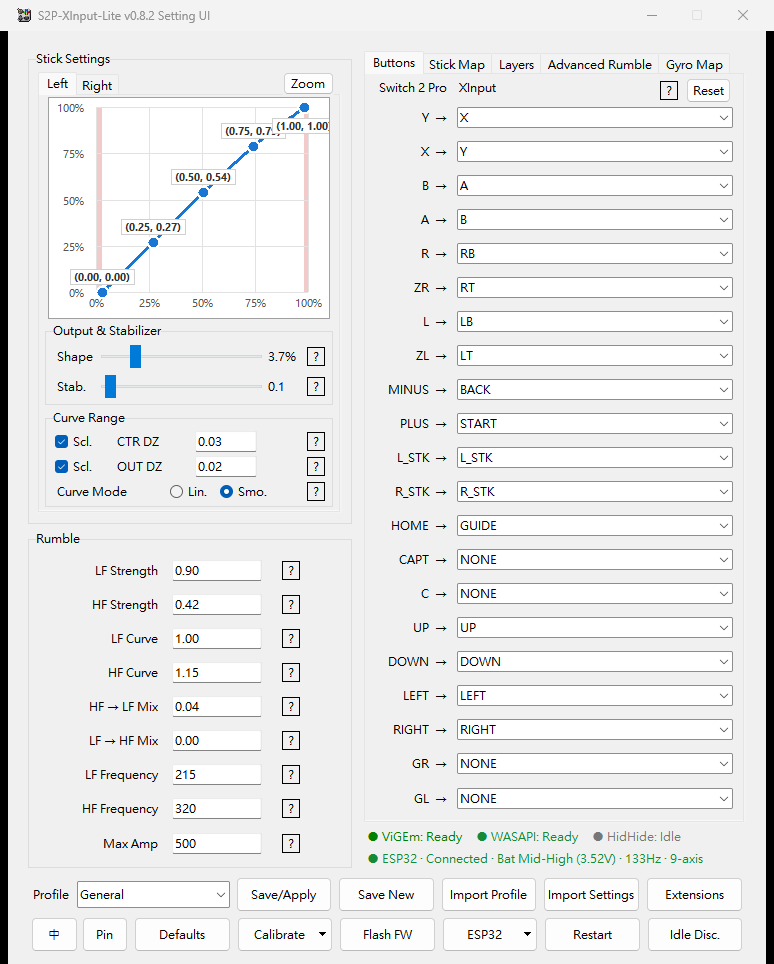 S2P-XInput-Lite v0.8.2 Setting UI
Stick Settings
Left Right Zoom
100%
75%
50%
25%
0%
(0.00, 0.00)
(0.25, 0.27)
(0.50, 0.54)
(0.75, 0.7
(1.00, 1.00)
0% 25% 50% 75% 100%
Output & Stabilizer
Shape 3.7% ?
Stab. 0.1 ?
Curve Range
Scl. CTR DZ 0.03 ?
Scl. OUT DZ 0.02 ?
Curve Mode Lin. Smo. ?
Rumble
LF Strength 0.90 ?
HF Strength 0.42 ?
LF Curve 1.00 ?
HF Curve 1.15 ?
HF → LF Mix 0.04 ?
LF → HF Mix 0.00 ?
LF Frequency 215 ?
HF Frequency 320 ?
Max Amp 500 ?
Buttons Stick Map Layers Advanced Rumble Gyro Map
Switch 2 Pro XInput ? Reset
Y → X
X → Y
B → A
A → B
R → RB
ZR → RT
L → LB
ZL → LT
MINUS → BACK
PLUS → START
L_STK → L_STK
R_STK → R_STK
HOME → GUIDE
CAPT → NONE
C → NONE
UP → UP
DOWN → DOWN
LEFT → LEFT
RIGHT → RIGHT
GR → NONE
GL → NONE
ViGEm: Ready WASAPI: Ready HidHide: Idle
ESP32 · Connected · Bat Mid-High (3.52V) · 133Hz · 9-axis
Profile General Save/Apply Save New Import Profile Import Settings Extensions
中 Pin Defaults Calibrate Flash FW ESP32 Restart Idle Disc.